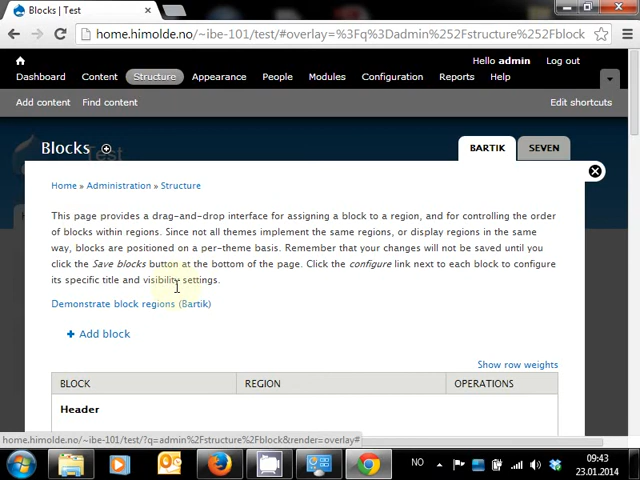 Blocks | Test
home.himolde.no/~ibe-101/test/#overlay=%3Fq%3Dadmin%252Fstructure%252Fblock
Hello admin Log out
Dashboard Content Structure Appearance People Modules Configuration Reports Help
Add content Find content Edit shortcuts
Blocks
BARTIK SEVEN
Home » Administration » Structure
This page provides a drag-and-drop interface for assigning a block to a region, and for controlling the order
of blocks within regions. Since not all themes implement the same regions, or display regions in the same
way, blocks are positioned on a per-theme basis. Remember that your changes will not be saved until you
click the Save blocks button at the bottom of the page. Click the configure link next to each block to configure
its specific title and visibility settings.
Demonstrate block regions (Bartik)
Add block
Show row weights
BLOCK REGION OPERATIONS
Header
home.himolde.no/~ibe-101/test/?q=admin%2Fstructure%2Fblock&render=overlay#
NO
09:43
23.01.2014